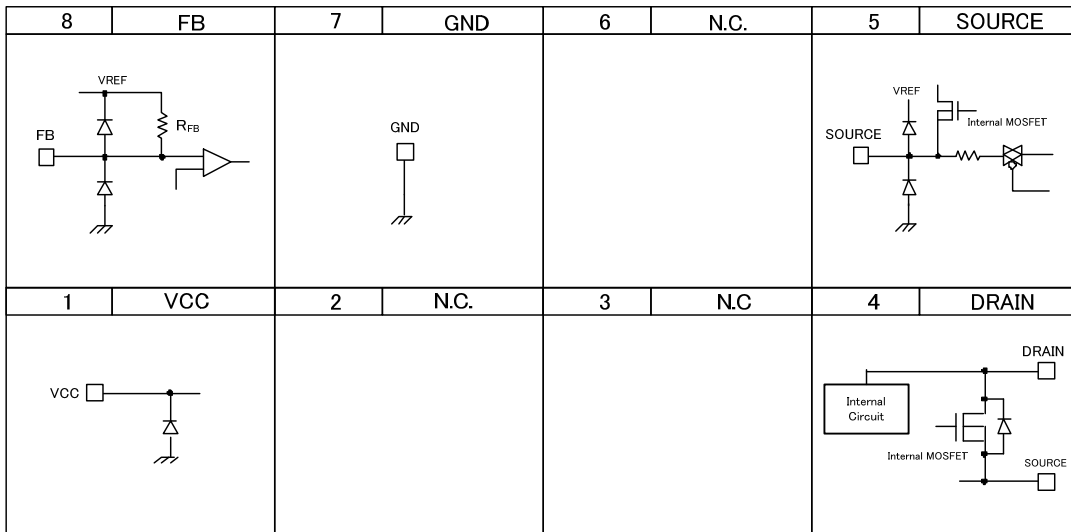 8 FB 7 GND 6 N.C. 5 SOURCE
VREF
FB
RFB
GND
VREF
Internal MOSFET
SOURCE
1 VCC 2 N.C. 3 N.C 4 DRAIN
VCC
DRAIN
Internal
Circuit
Internal MOSFET
SOURCE